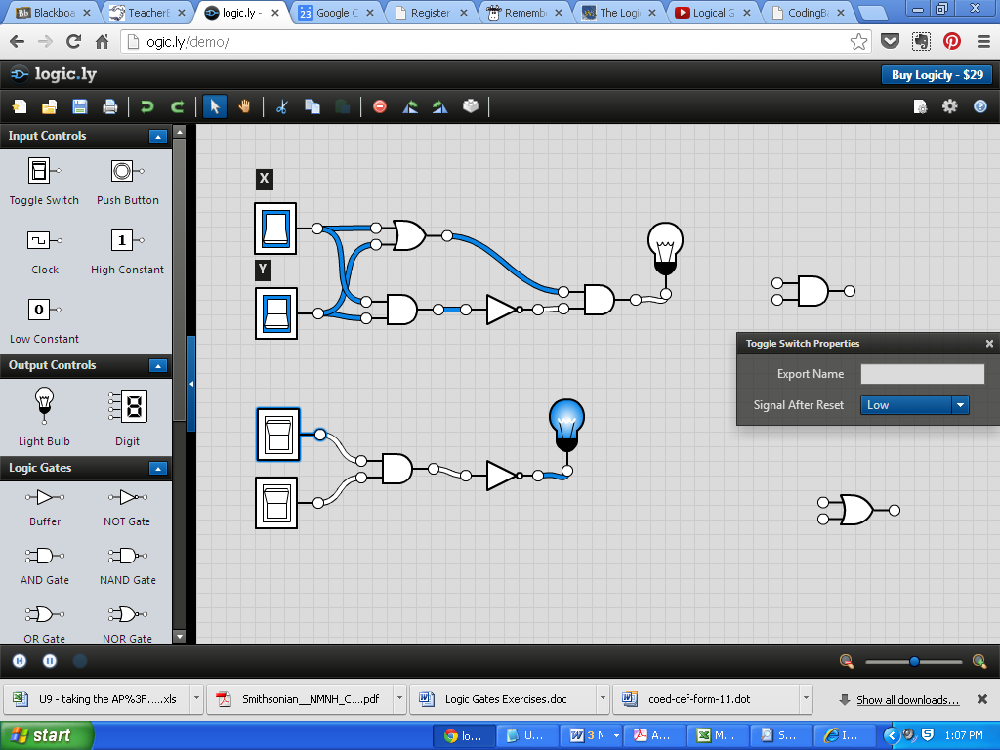 Blackboa
TeacherE
logic.ly -
23
Google C
Register
Rememb
The Logi
Logical G
CodingBa
logic.ly/demo/
logic.ly
Buy Logicly - $29
Input Controls
Toggle Switch
Push Button
Clock
1
High Constant
0
Low Constant
Output Controls
Light Bulb
Digit
Logic Gates
Buffer
NOT Gate
AND Gate
NAND Gate
OR Gate
NOR Gate
X
Y
Toggle Switch Properties
Export Name
Signal After Reset
Low
U9 - taking the AP%3F.....xls
Smithsonian__NMNH_C....pdf
Logic Gates Exercises.doc
coed-cef-form-11.dot
Show all downloads...
start
lo...
U...
3 M
A...
M...
S...
I...
1:07 PM